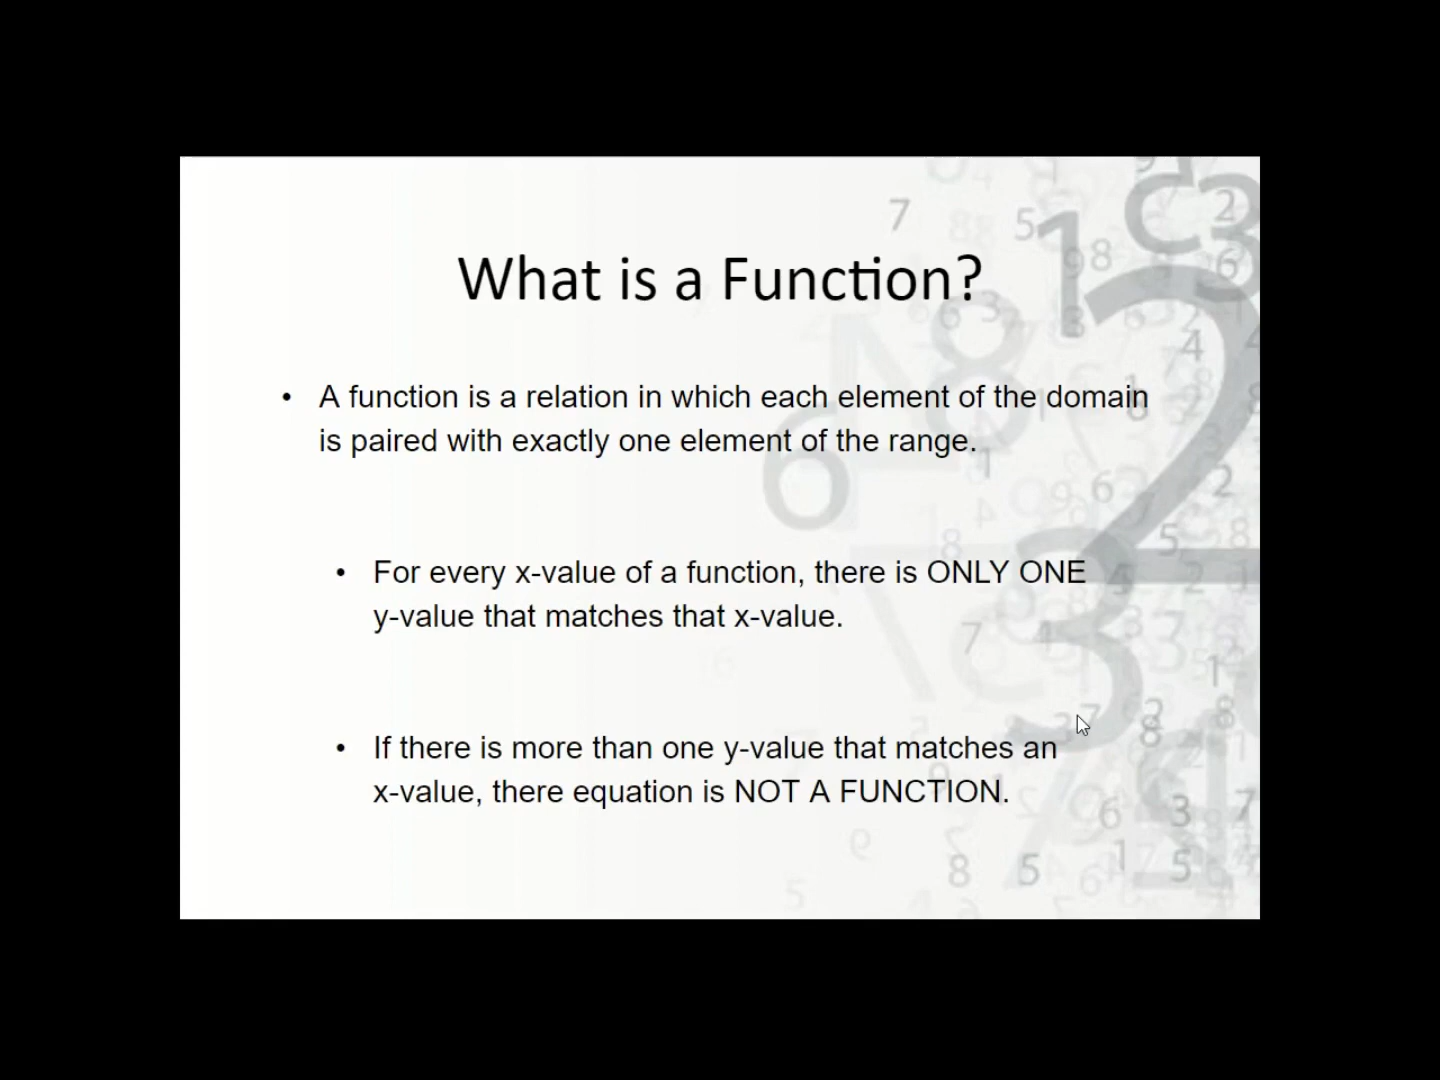 What is a Function?
• A function is a relation in which each element of the domain
is paired with exactly one element of the range.
• For every x-value of a function, there is ONLY ONE
y-value that matches that x-value.
• If there is more than one y-value that matches an
x-value, there equation is NOT A FUNCTION.